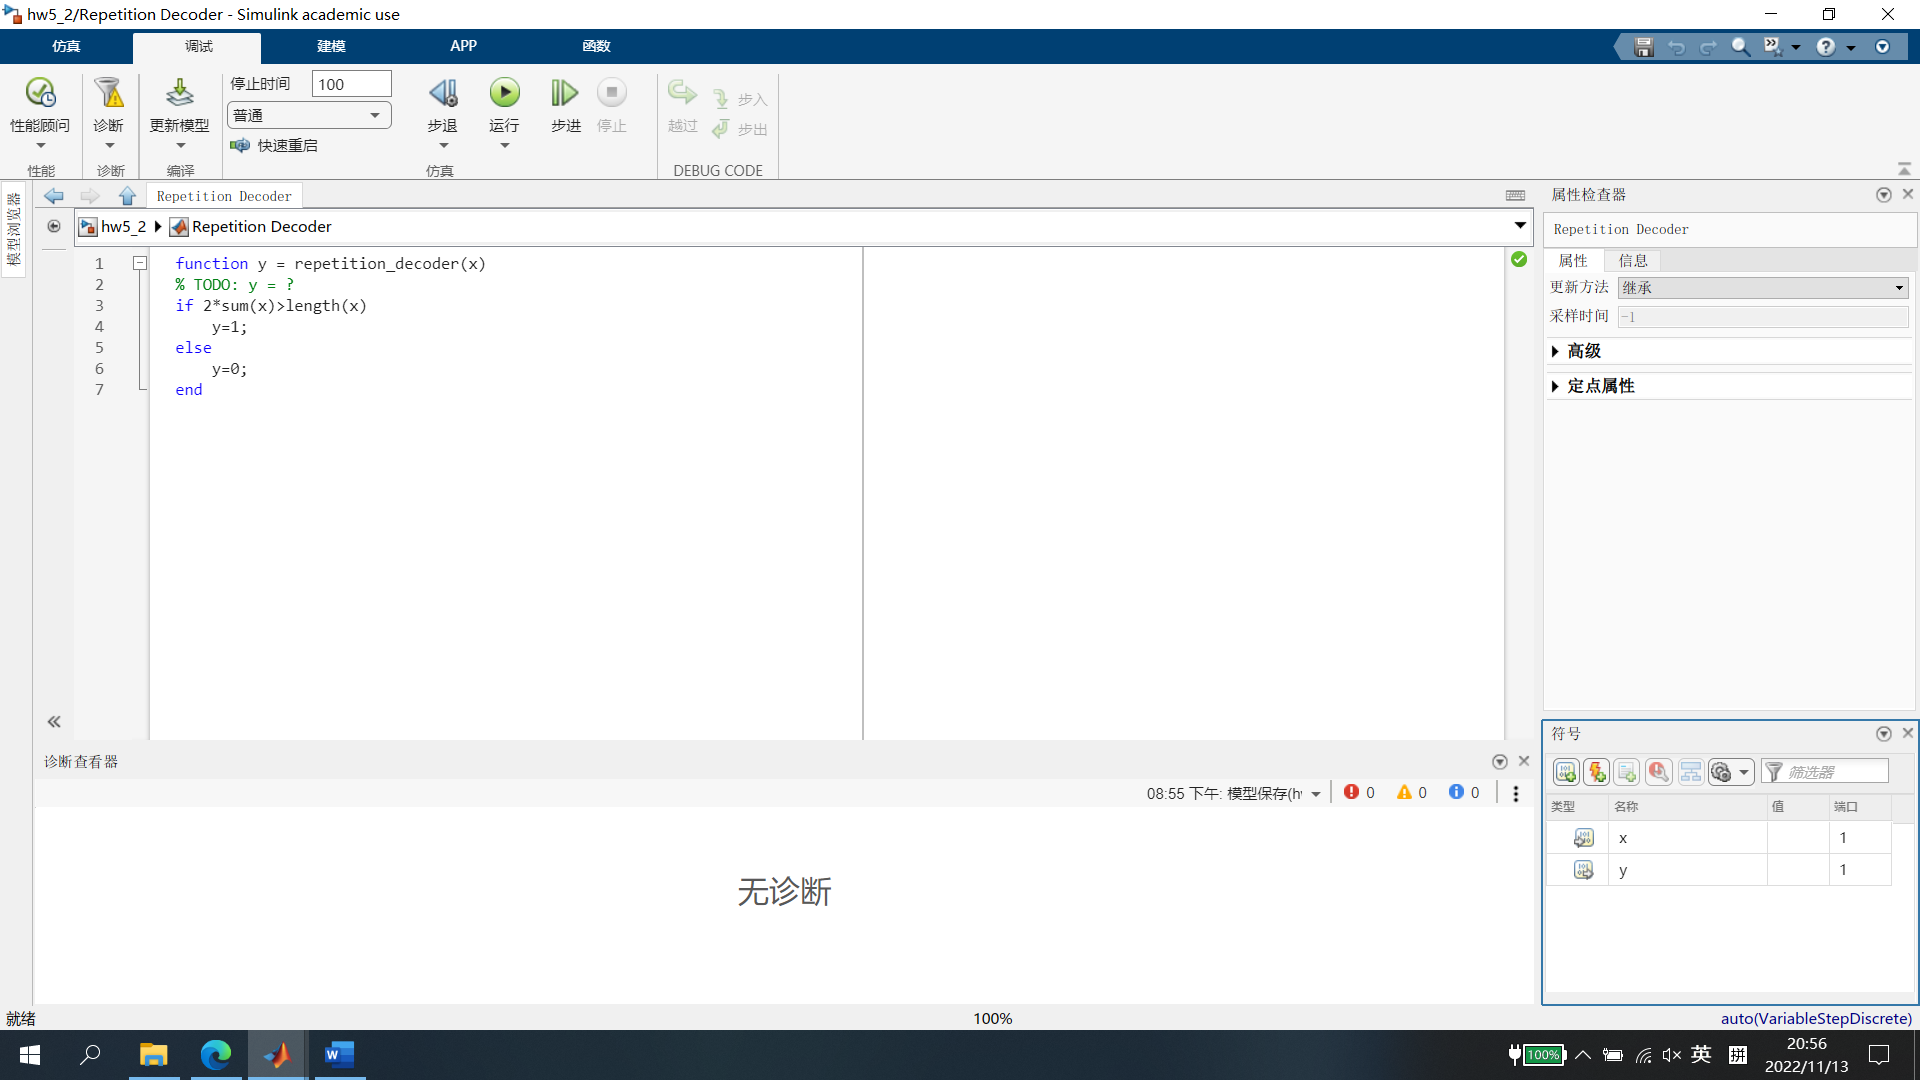 hw5_2/Repetition Decoder - Simulink academic use
仿真
调试
建模
APP
函数
性能顾问
诊断
更新模型
停止时间
100
普通
快速重启
步退
运行
步进
停止
越过
步入
步出
性能
诊断
编译
仿真
DEBUG CODE
模型浏览器
Repetition Decoder
hw5_2
Repetition Decoder
1 function y = repetition_decoder(x)
2 % TODO: y = ?
3 if 2*sum(x)>length(x)
4 y=1;
5 else
6 y=0;
7 end
属性检查器
Repetition Decoder
属性
信息
更新方法
继承
采样时间
-1
高级
定点属性
诊断查看器
08:55 下午: 模型保存(h
0
0
0
无诊断
符号
筛选器
类型 名称 值 端口
x 1
y 1
就绪
100%
auto(VariableStepDiscrete)
W
100%
英
拼
20:56
2022/11/13